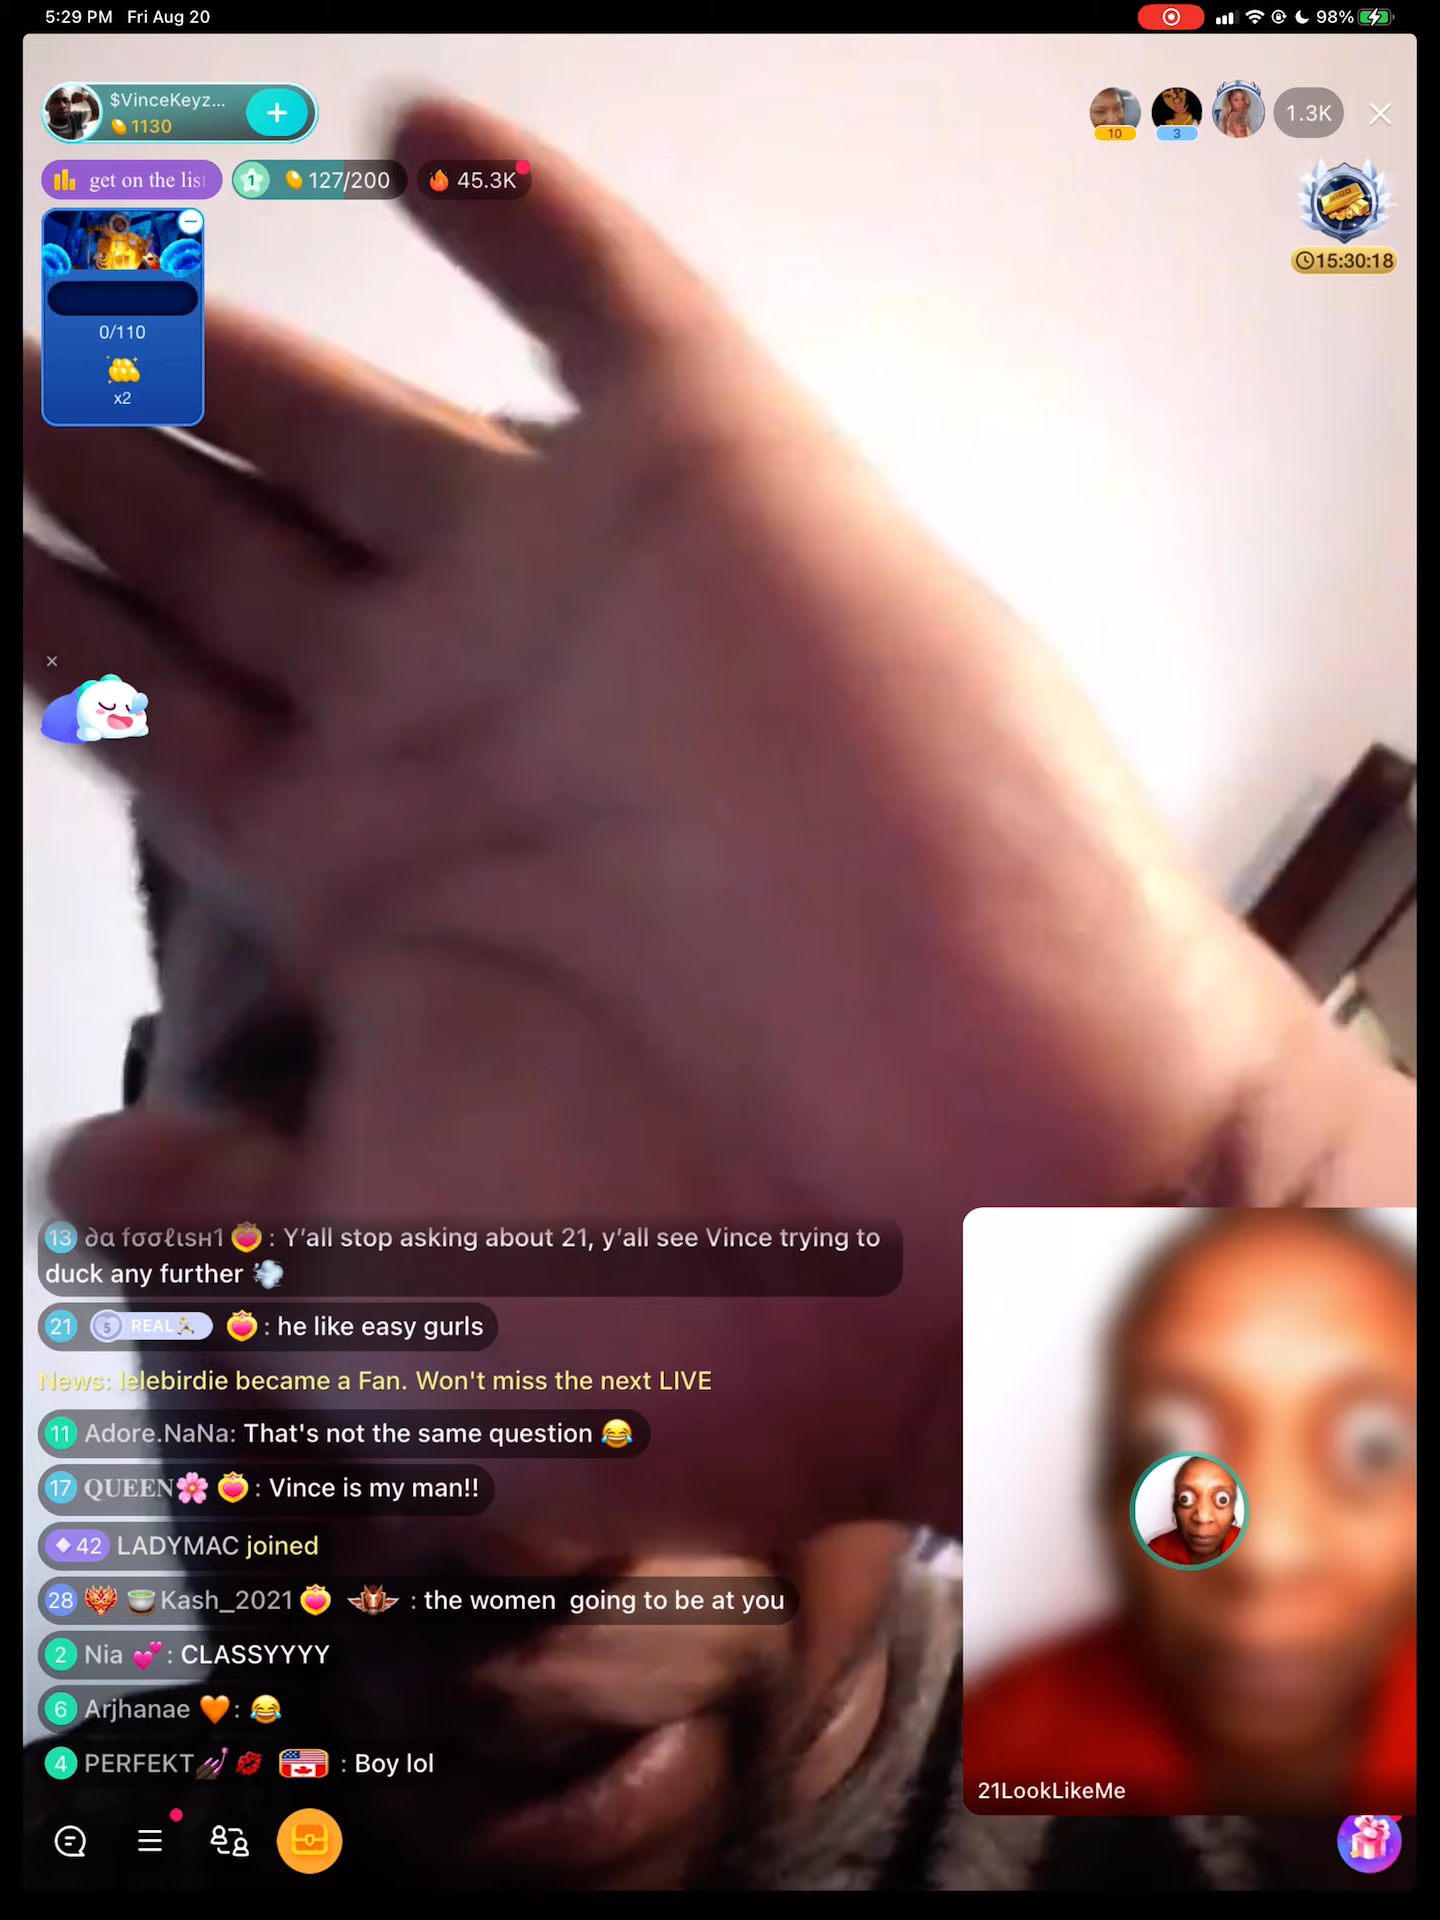 5:29 PM Fri Aug 20
98%
$VinceKeyz...
1130
10
3
1.3K
get on the list
1
127/200
45.3K
0/110
x2
15:30:18
13 ∂α fσσℓιѕн1 : Y'all stop asking about 21, y'all see Vince trying to
duck any further 💨
21 5 REAL : he like easy gurls
News: lelebirdie became a Fan. Won't miss the next LIVE
11 Adore.NaNa: That's not the same question 😂
17 QUEEN🌸 : Vince is my man!!
42 LADYMAC joined
28 🍵Kash_2021 : the women going to be at you
2 Nia 💕: CLASSYYYY
6 Arjhanae 🧡: 😂
4 PERFEKT💅🏿💋 : Boy lol
21LookLikeMe